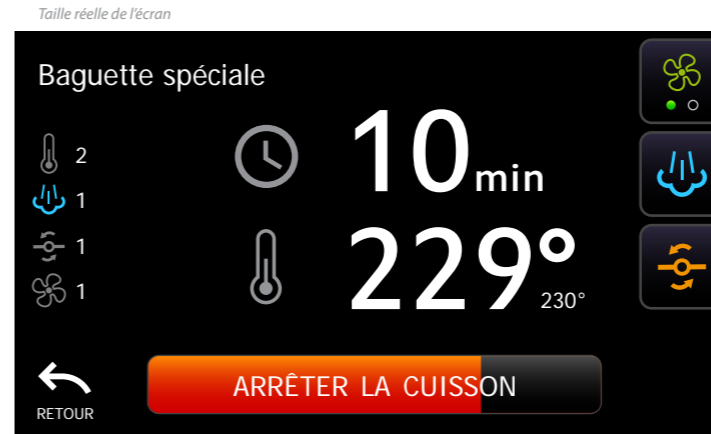 Taille réelle de l'écran
Baguette spéciale
2
1
1
1
10min
229°
230°
RETOUR
ARRÊTER LA CUISSON